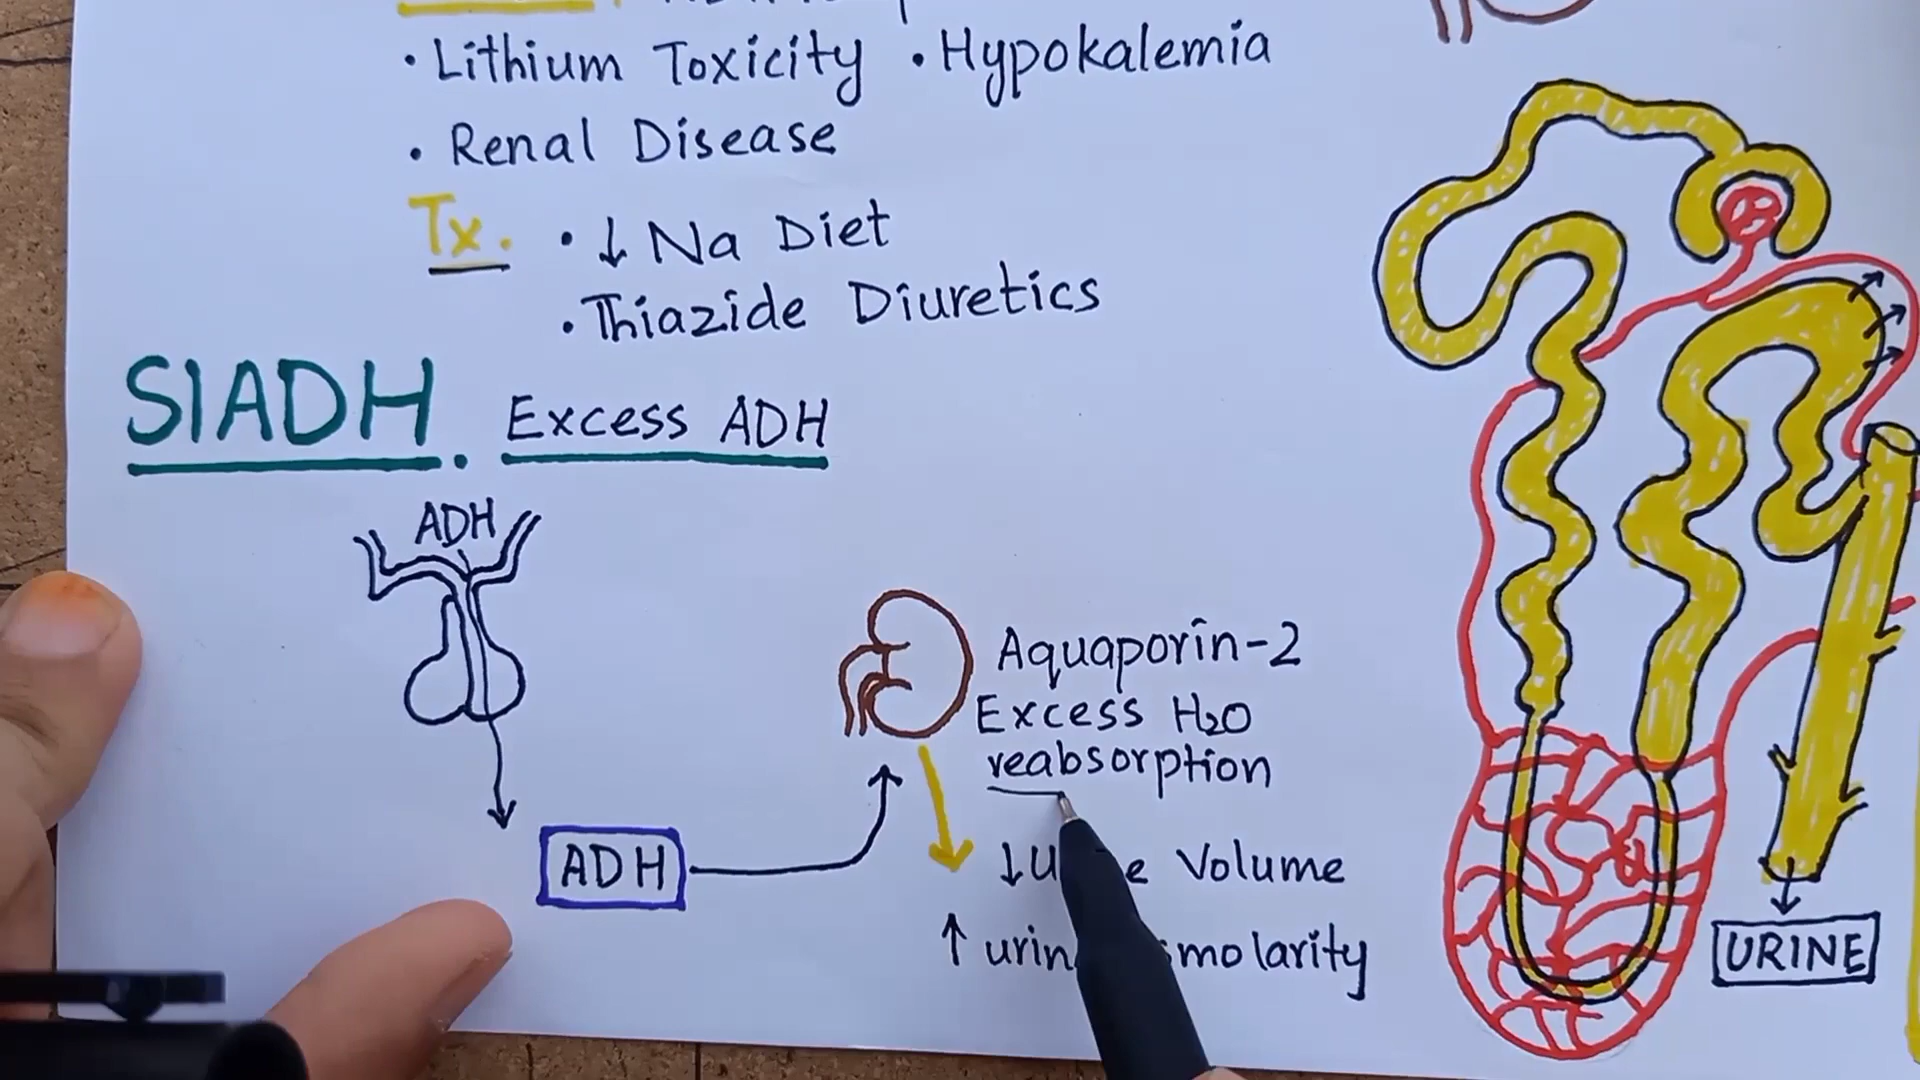 • Lithium Toxicity • Hypokalemia
• Renal Disease
Tx. • ↓ Na Diet
• Thiazide Diuretics
SIADH. Excess ADH
ADH
Aquaporin-2
Excess H₂O
reabsorption
ADH
↓ Volume
↑
URINE